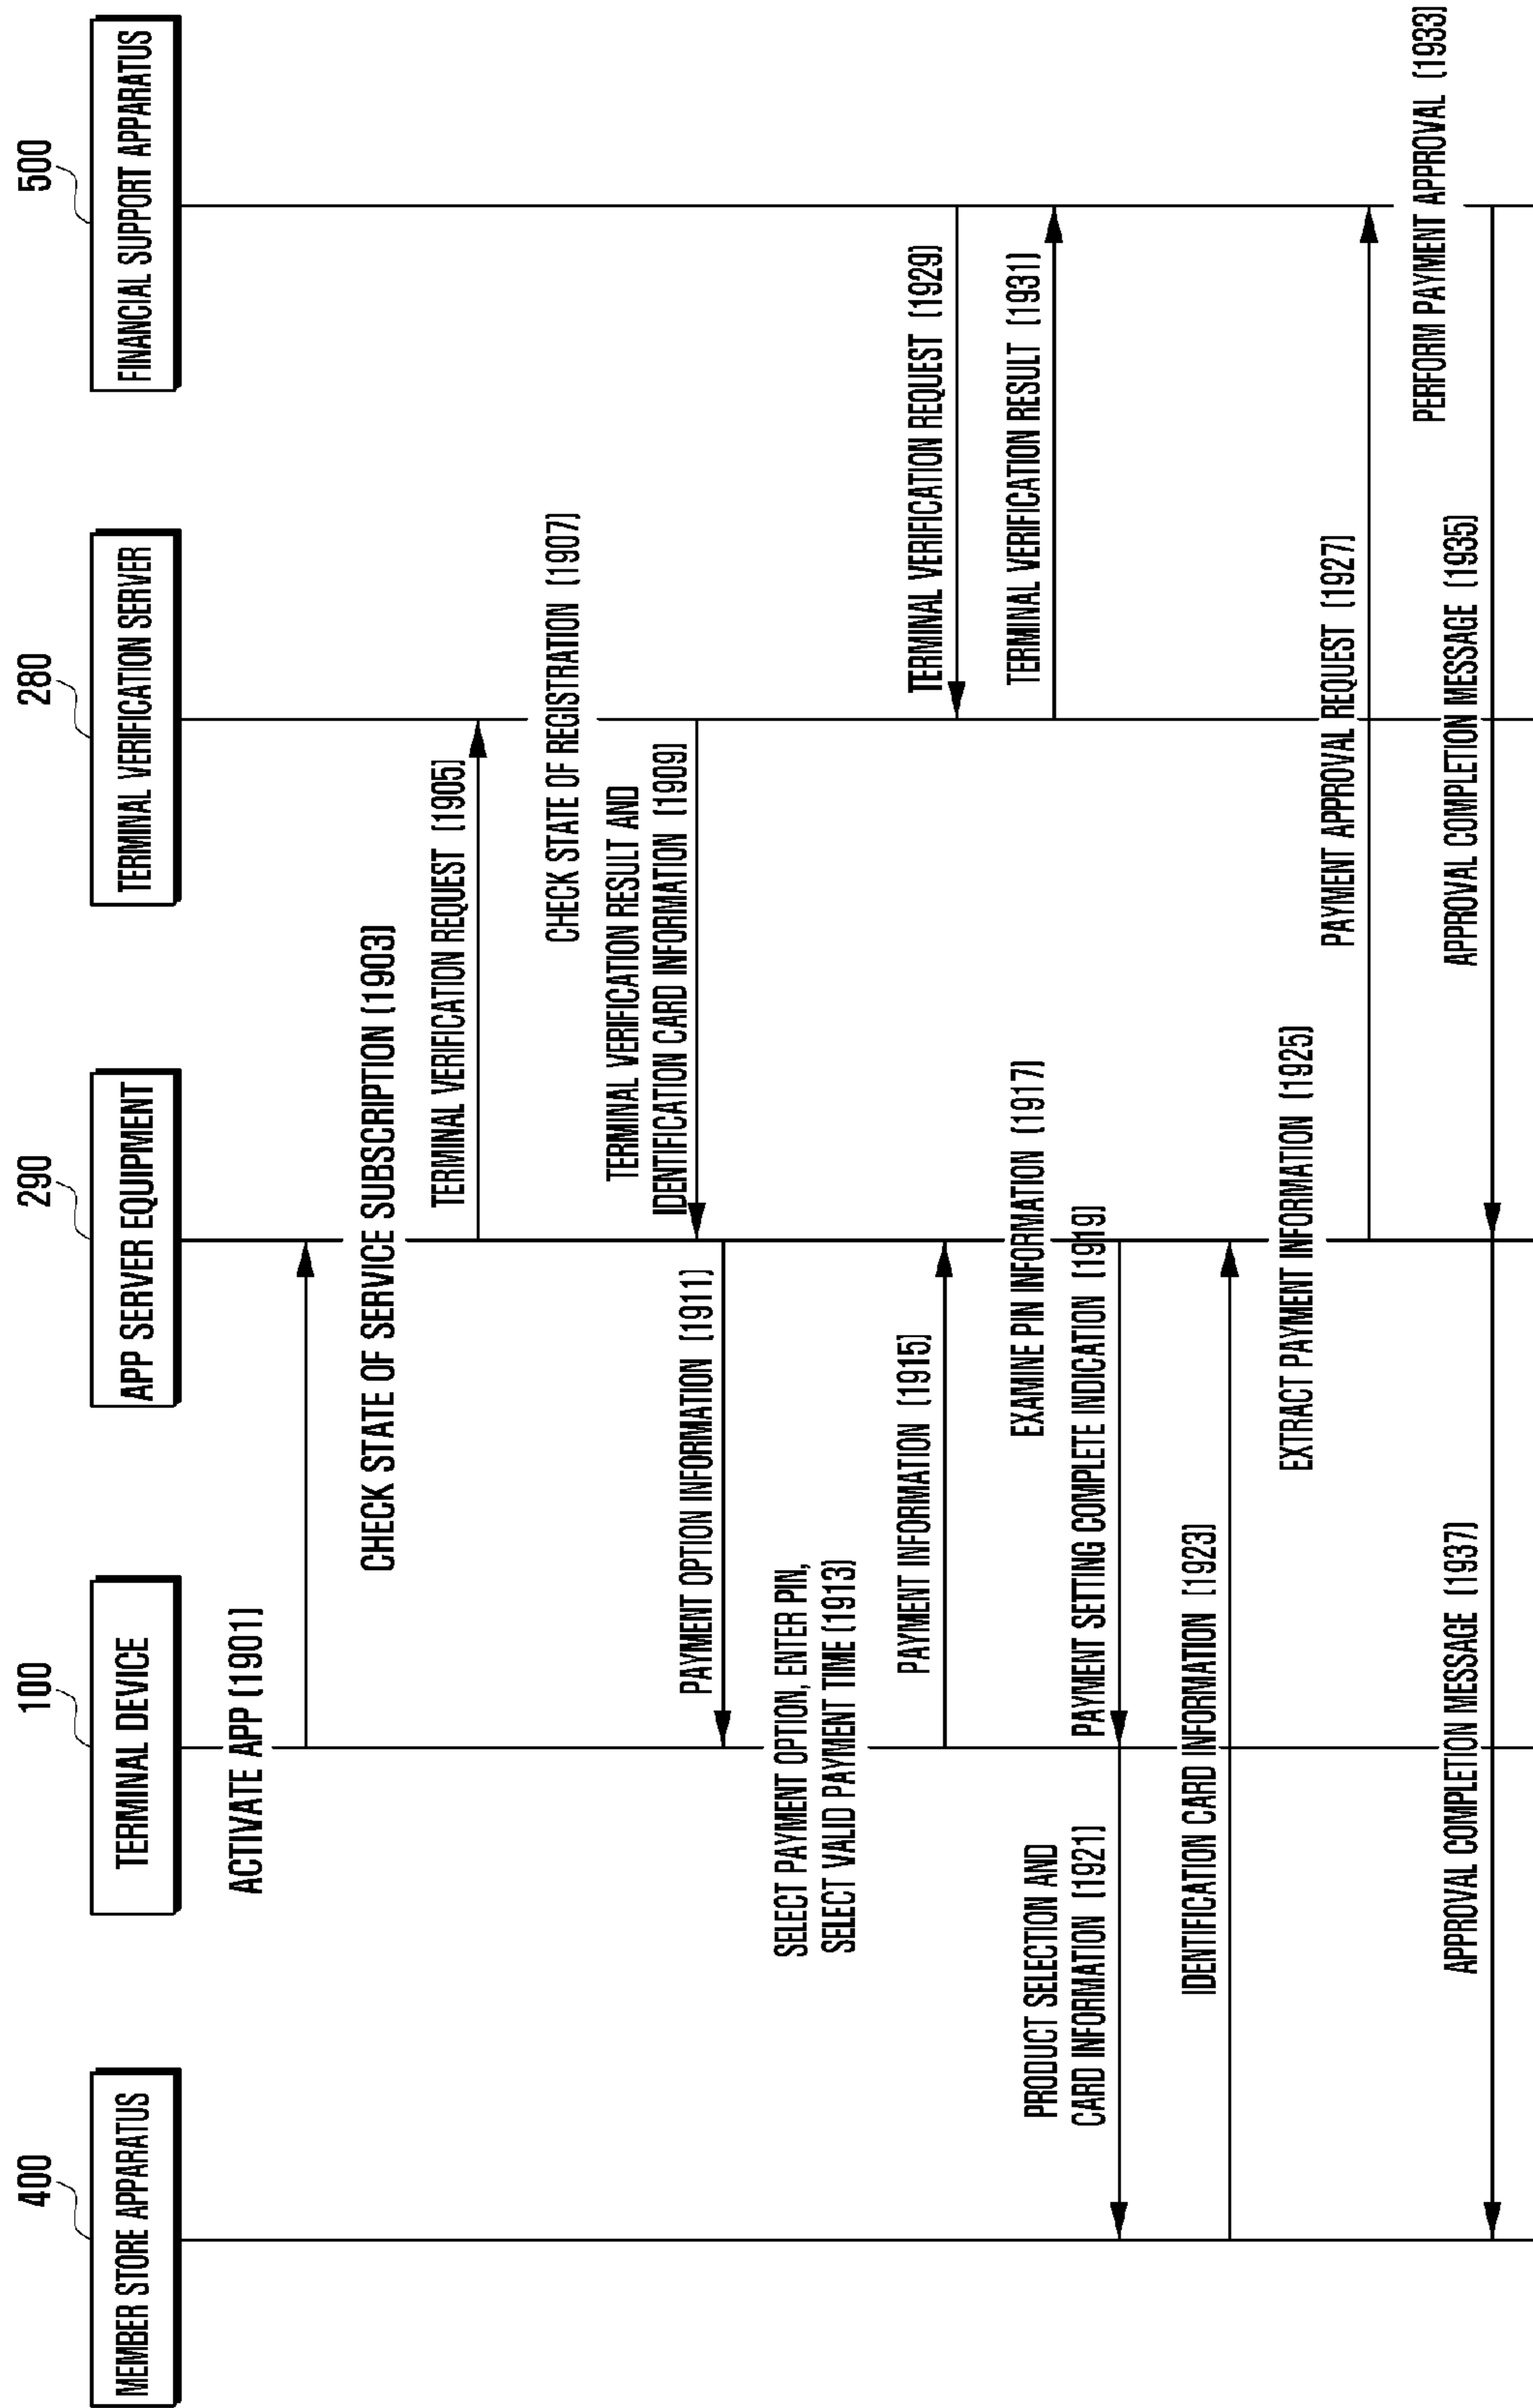 400
100
290
280
500
MEMBER STORE APPARATUS
TERMINAL DEVICE
APP SERVER EQUIPMENT
TERMINAL VERIFICATION SERVER
FINANCIAL SUPPORT APPARATUS
ACTIVATE APP (1901)
CHECK STATE OF SERVICE SUBSCRIPTION (1903)
TERMINAL VERIFICATION REQUEST (1905)
CHECK STATE OF REGISTRATION (1907)
TERMINAL VERIFICATION RESULT AND
IDENTIFICATION CARD INFORMATION (1909)
PAYMENT OPTION INFORMATION (1911)
SELECT PAYMENT OPTION, ENTER PIN,
SELECT VALID PAYMENT TIME (1913)
PAYMENT INFORMATION (1915)
TERMINAL VERIFICATION REQUEST (1929)
TERMINAL VERIFICATION RESULT (1931)
EXAMINE PIN INFORMATION (1917)
PAYMENT SETTING COMPLETE INDICATION (1919)
PRODUCT SELECTION AND
CARD INFORMATION (1921)
IDENTIFICATION CARD INFORMATION (1923)
EXTRACT PAYMENT INFORMATION (1925)
PAYMENT APPROVAL REQUEST (1927)
PERFORM PAYMENT APPROVAL (1933)
APPROVAL COMPLETION MESSAGE (1937)
APPROVAL COMPLETION MESSAGE (1935)